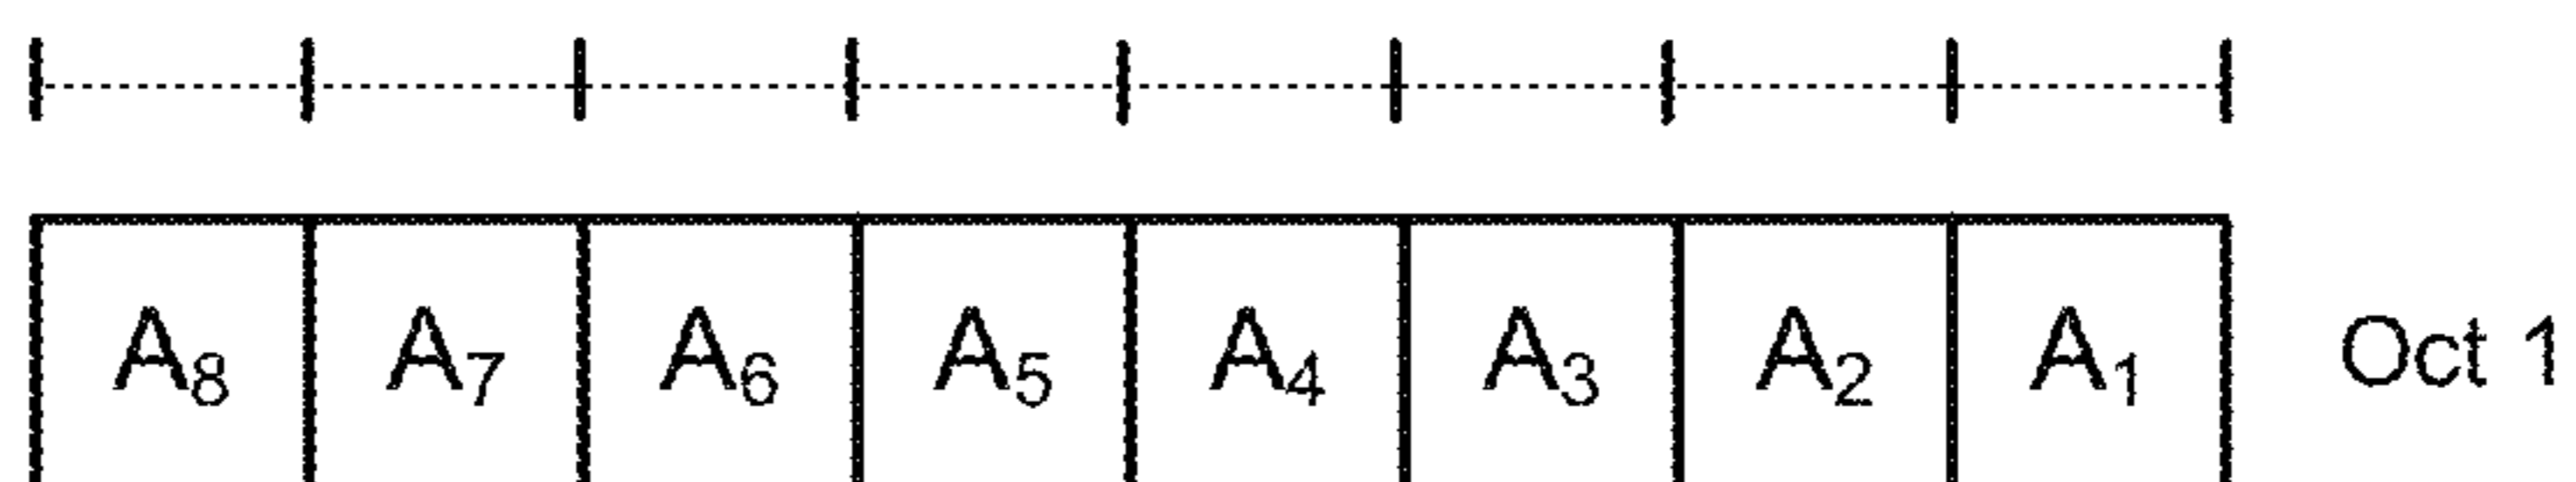 A₈ A₇ A₆ A₅ A₄ A₃ A₂ A₁ Oct 1